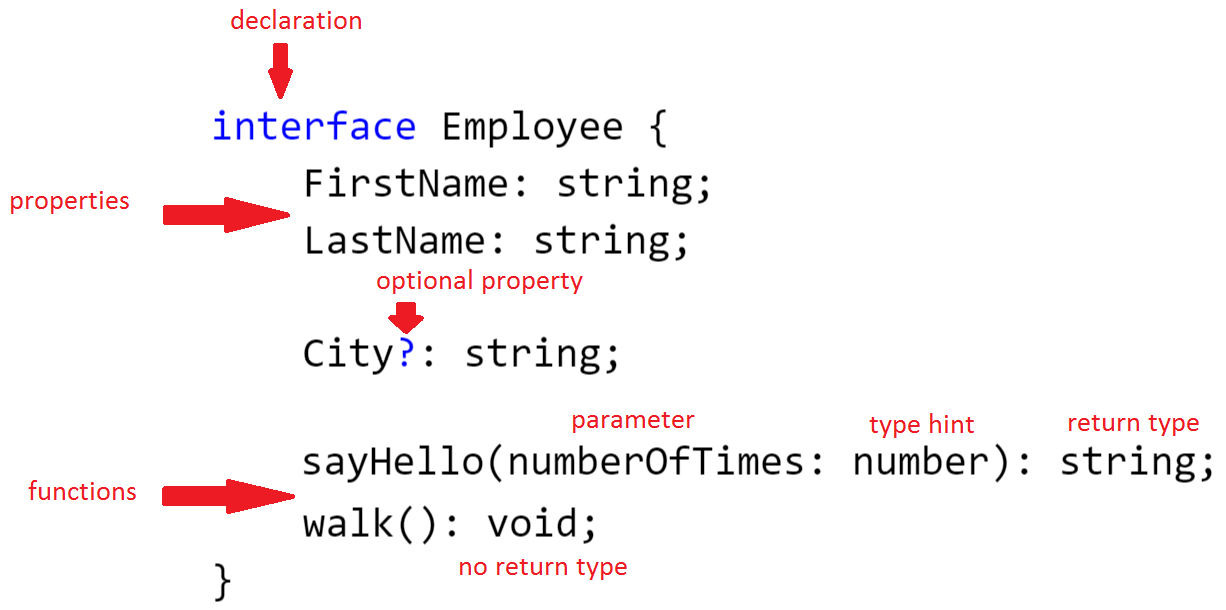 declaration
interface Employee {
properties
FirstName: string;
LastName: string;
optional property
City?: string;
parameter type hint return type
sayHello(numberOfTimes: number): string;
functions
walk(): void;
no return type
}